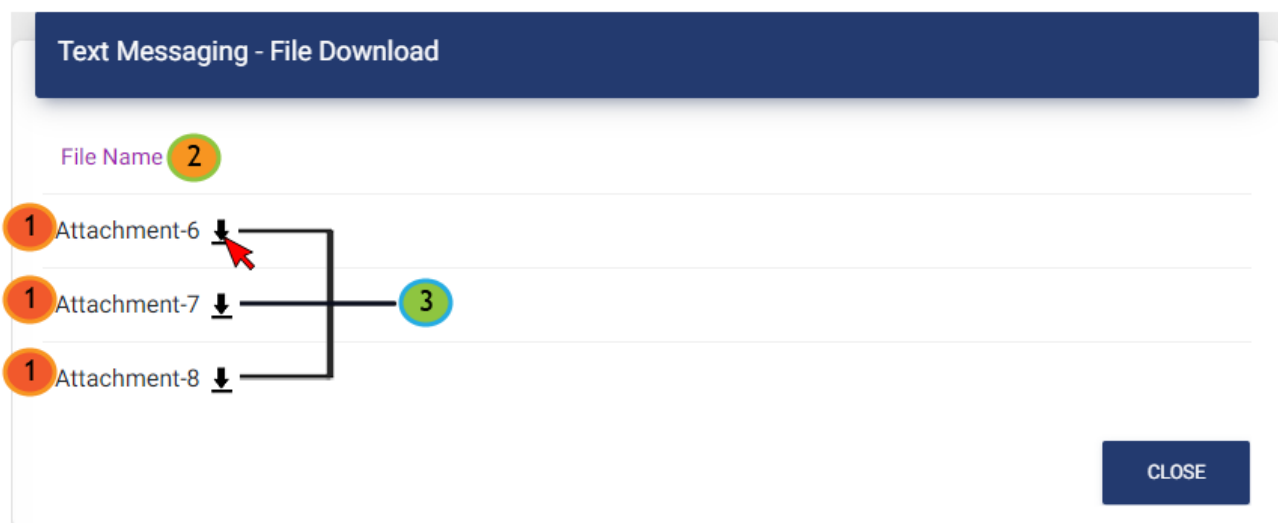 Text Messaging - File Download
File Name 2
1 Attachment-6
1 Attachment-7 3
1 Attachment-8
CLOSE